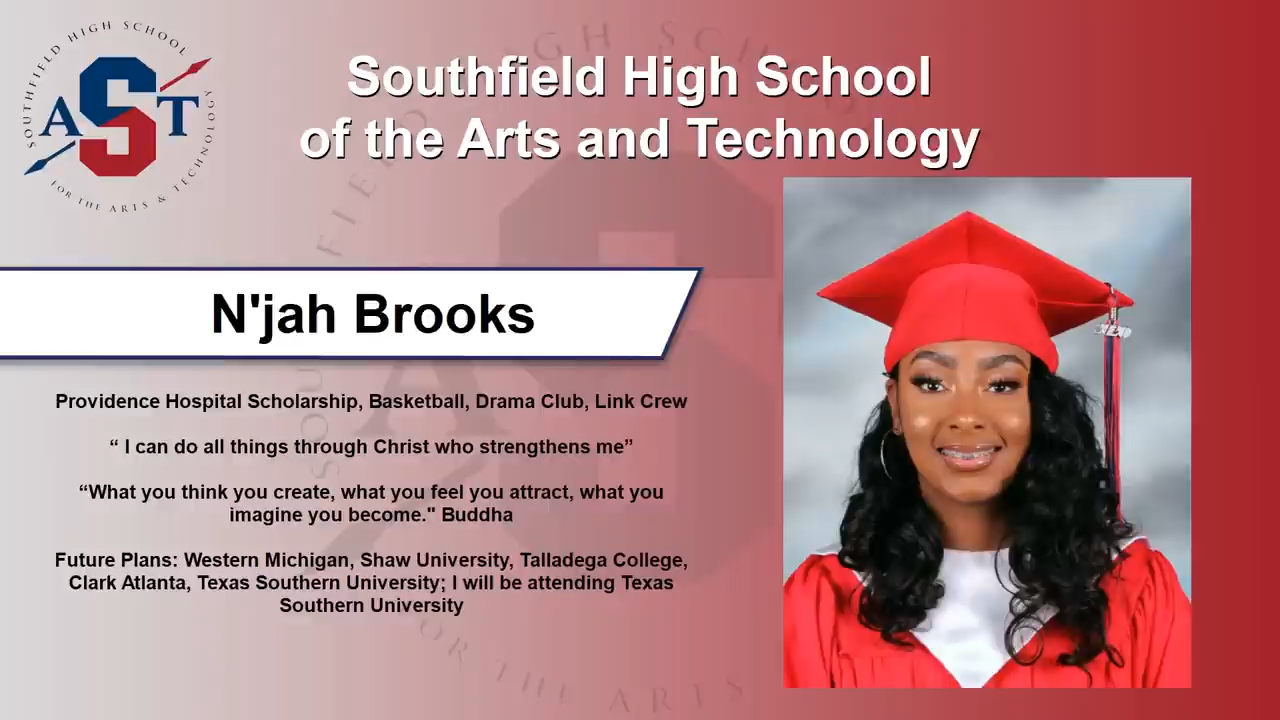 SOUTHFIELD HIGH SCHOOL
AST
FOR THE ARTS & TECHNOLOGY
Southfield High School
of the Arts and Technology
N'jah Brooks
Providence Hospital Scholarship, Basketball, Drama Club, Link Crew
“ I can do all things through Christ who strengthens me”
“What you think you create, what you feel you attract, what you
imagine you become." Buddha
Future Plans: Western Michigan, Shaw University, Talladega College,
Clark Atlanta, Texas Southern University; I will be attending Texas
Southern University